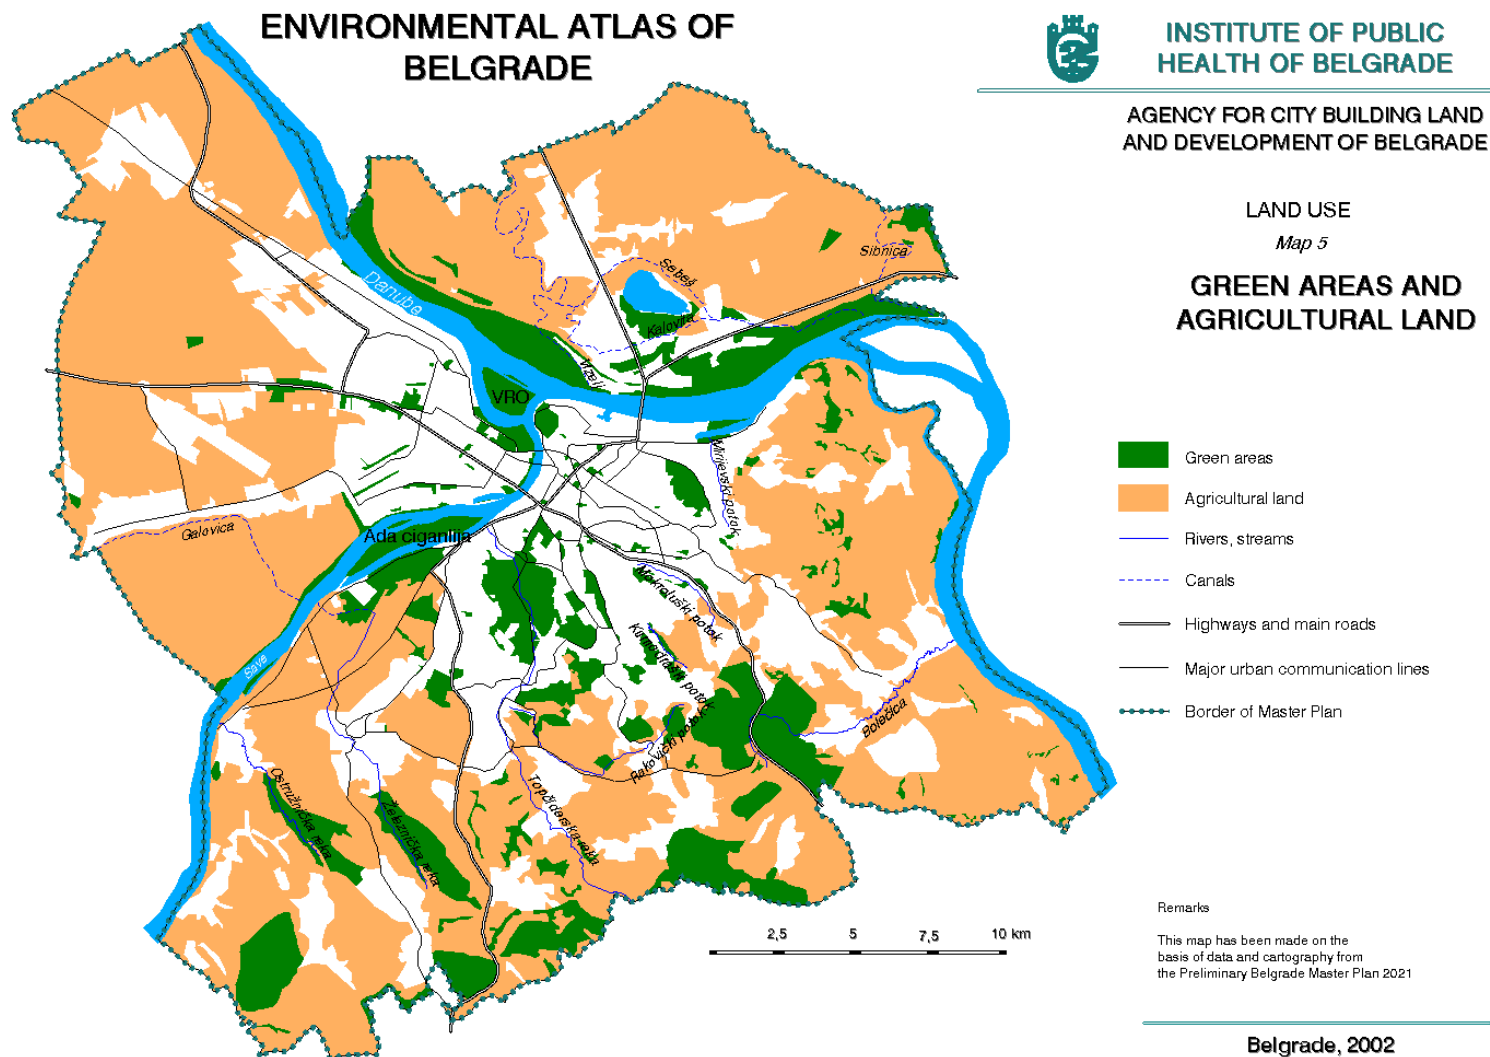 ENVIRONMENTAL ATLAS OF
BELGRADE
INSTITUTE OF PUBLIC
HEALTH OF BELGRADE
AGENCY FOR CITY BUILDING LAND
AND DEVELOPMENT OF BELGRADE
LAND USE
Map 5
GREEN AREAS AND
AGRICULTURAL LAND
Sibnica
Sebeš
Danube
Kalovita
Vizelj
VRO
Mirijevski potok
Green areas
Agricultural land
Galovica
Ada ciganlija
Rivers, streams
Canals
Mokroluški potok
Highways and main roads
Kumodraški potok
Sava
Major urban communication lines
Rakovički potok
Bolečica
Border of Master Plan
Ostružnička reka
Železnička reka
Topčiderska reka
2,5
5
7,5
10 km
Remarks
This map has been made on the
basis of data and cartography from
the Preliminary Belgrade Master Plan 2021
Belgrade, 2002